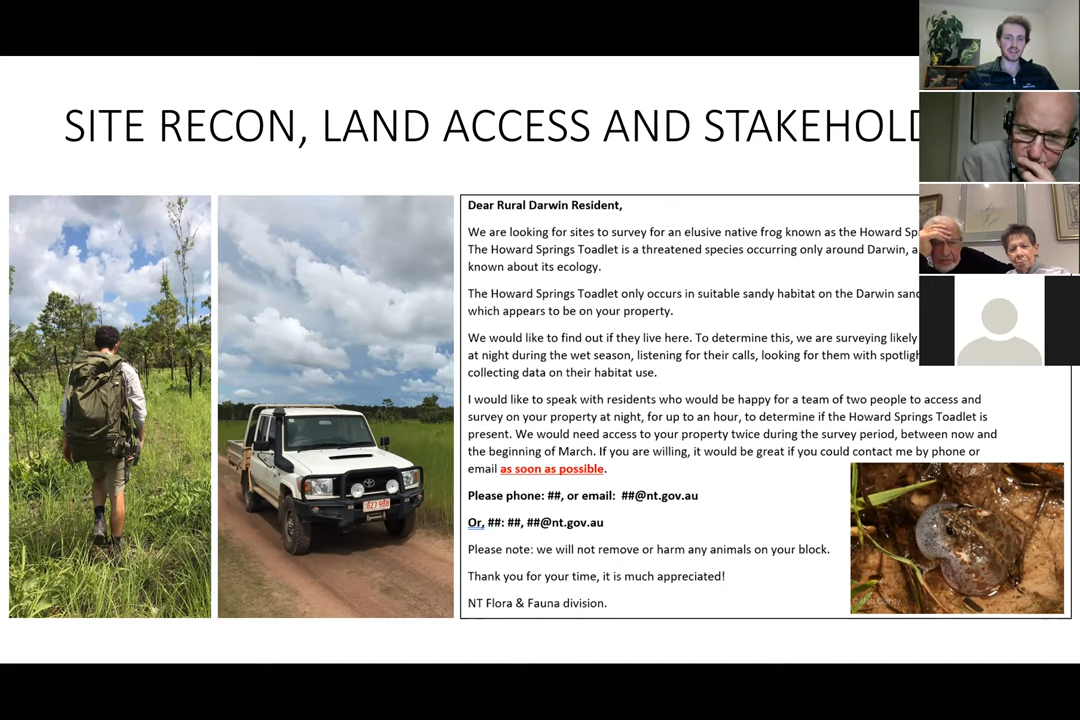 SITE RECON, LAND ACCESS AND STAKEHOLD
Dear Rural Darwin Resident,
We are looking for sites to survey for an elusive native frog known as the Howard Sp
The Howard Springs Toadlet is a threatened species occurring only around Darwin, a
known about its ecology.
The Howard Springs Toadlet only occurs in suitable sandy habitat on the Darwin sand
which appears to be on your property.
We would like to find out if they live here. To determine this, we are surveying likely
at night during the wet season, listening for their calls, looking for them with spotligh
collecting data on their habitat use.
I would like to speak with residents who would be happy for a team of two people to access and
survey on your property at night, for up to an hour, to determine if the Howard Springs Toadlet is
present. We would need access to your property twice during the survey period, between now and
the beginning of March. If you are willing, it would be great if you could contact me by phone or
email as soon as possible.
Please phone: ##, or email: ##@nt.gov.au
Or, ##: ##, ##@nt.gov.au
Please note: we will not remove or harm any animals on your block.
Thank you for your time, it is much appreciated!
NT Flora & Fauna division.